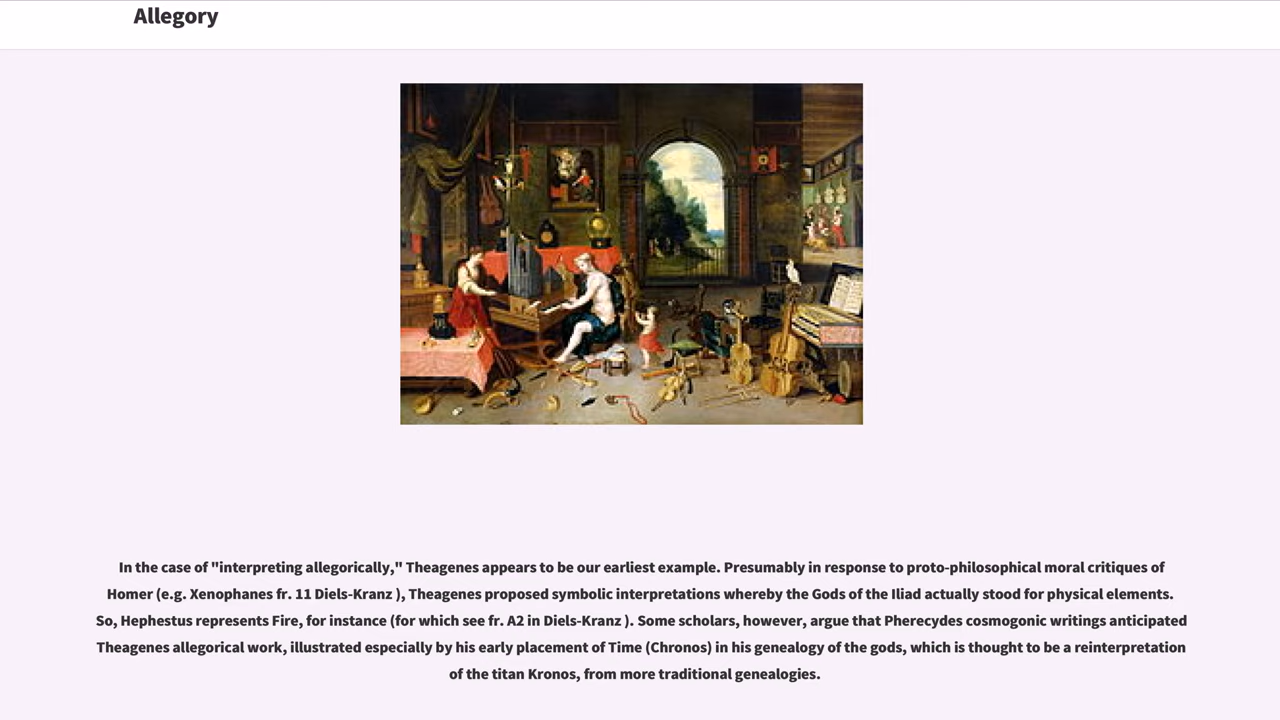 Allegory
In the case of "interpreting allegorically," Theagenes appears to be our earliest example. Presumably in response to proto-philosophical moral critiques of
Homer (e.g. Xenophanes fr. 11 Diels-Kranz ), Theagenes proposed symbolic interpretations whereby the Gods of the Iliad actually stood for physical elements.
So, Hephestus represents Fire, for instance (for which see fr. A2 in Diels-Kranz ). Some scholars, however, argue that Pherecydes cosmogonic writings anticipated
Theagenes allegorical work, illustrated especially by his early placement of Time (Chronos) in his genealogy of the gods, which is thought to be a reinterpretation
of the titan Kronos, from more traditional genealogies.